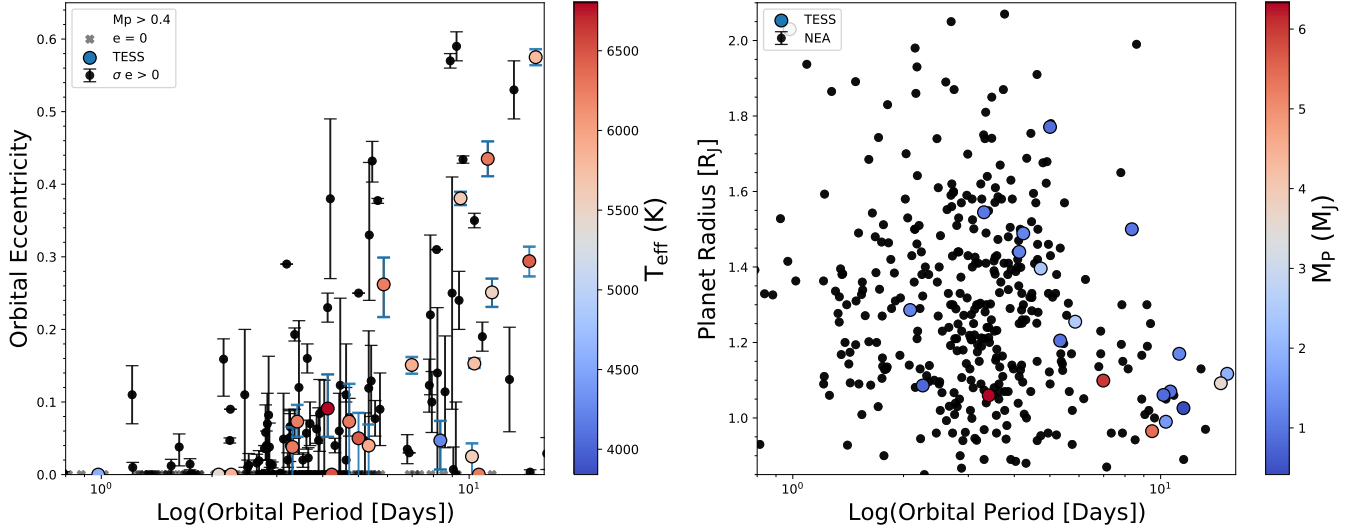 Mp > 0.4
e = 0
TESS
σ e > 0
0.6
0.5
0.4
0.3
0.2
0.1
0.0
Orbital Eccentricity
10⁰
10¹
Log(Orbital Period [Days])
6500
6000
5500
5000
4500
4000
T_eff (K)
TESS
NEA
2.0
1.8
1.6
1.4
1.2
1.0
Planet Radius [R_J]
10⁰
10¹
Log(Orbital Period [Days])
6
5
4
3
2
1
M_P (M_J)